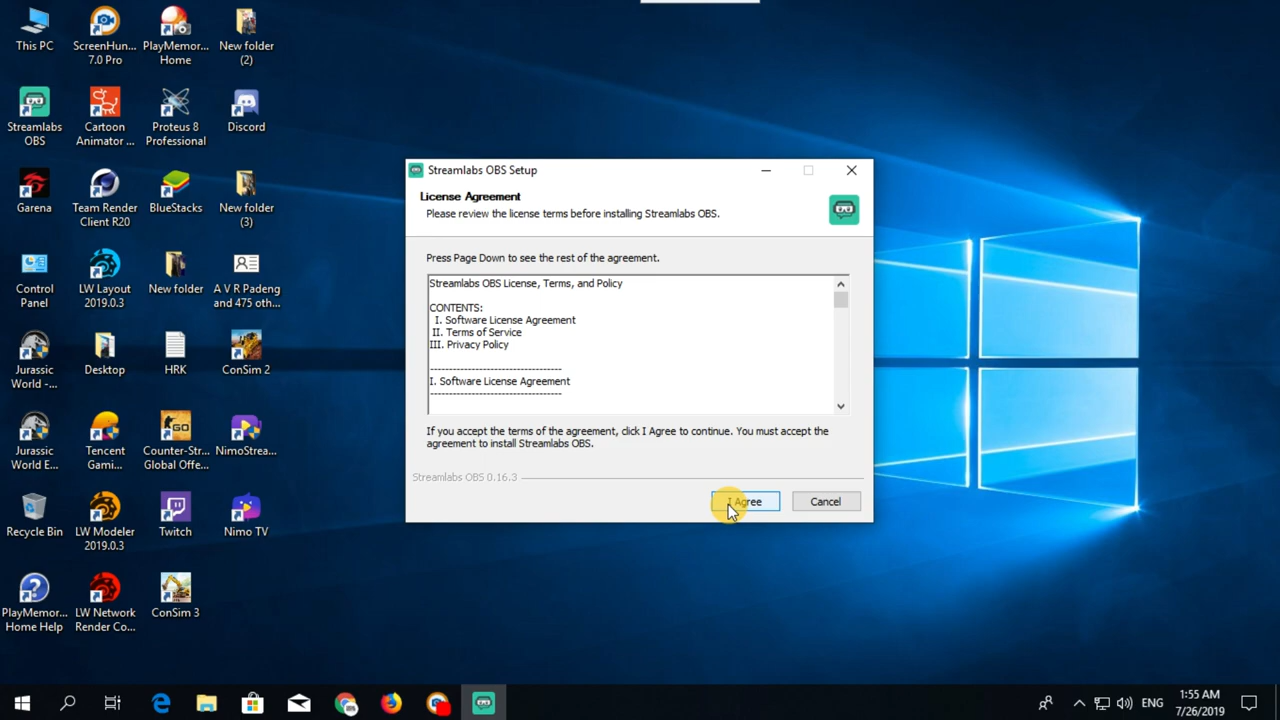 This PC
ScreenHun...
7.0 Pro
PlayMemor...
Home
New folder
(2)
Streamlabs
OBS
Cartoon
Animator ...
Proteus 8
Professional
Discord
Garena
Team Render
Client R20
BlueStacks
New folder
(3)
Control
Panel
LW Layout
2019.0.3
New folder
A V R Padeng
and 475 oth...
Jurassic
World -...
Desktop
HRK
ConSim 2
Jurassic
World E...
Tencent
Gami...
Counter-Str...
Global Offe...
NimoStrea...
Recycle Bin
LW Modeler
2019.0.3
Twitch
Nimo TV
PlayMemor...
Home Help
LW Network
Render Co...
ConSim 3
Streamlabs OBS Setup
License Agreement
Please review the license terms before installing Streamlabs OBS.
Press Page Down to see the rest of the agreement.
Streamlabs OBS License, Terms, and Policy
CONTENTS:
I. Software License Agreement
II. Terms of Service
III. Privacy Policy
-----------------------------------
I. Software License Agreement
-----------------------------------
If you accept the terms of the agreement, click I Agree to continue. You must accept the
agreement to install Streamlabs OBS.
Streamlabs OBS 0.16.3
I Agree
Cancel
ENG
1:55 AM
7/26/2019